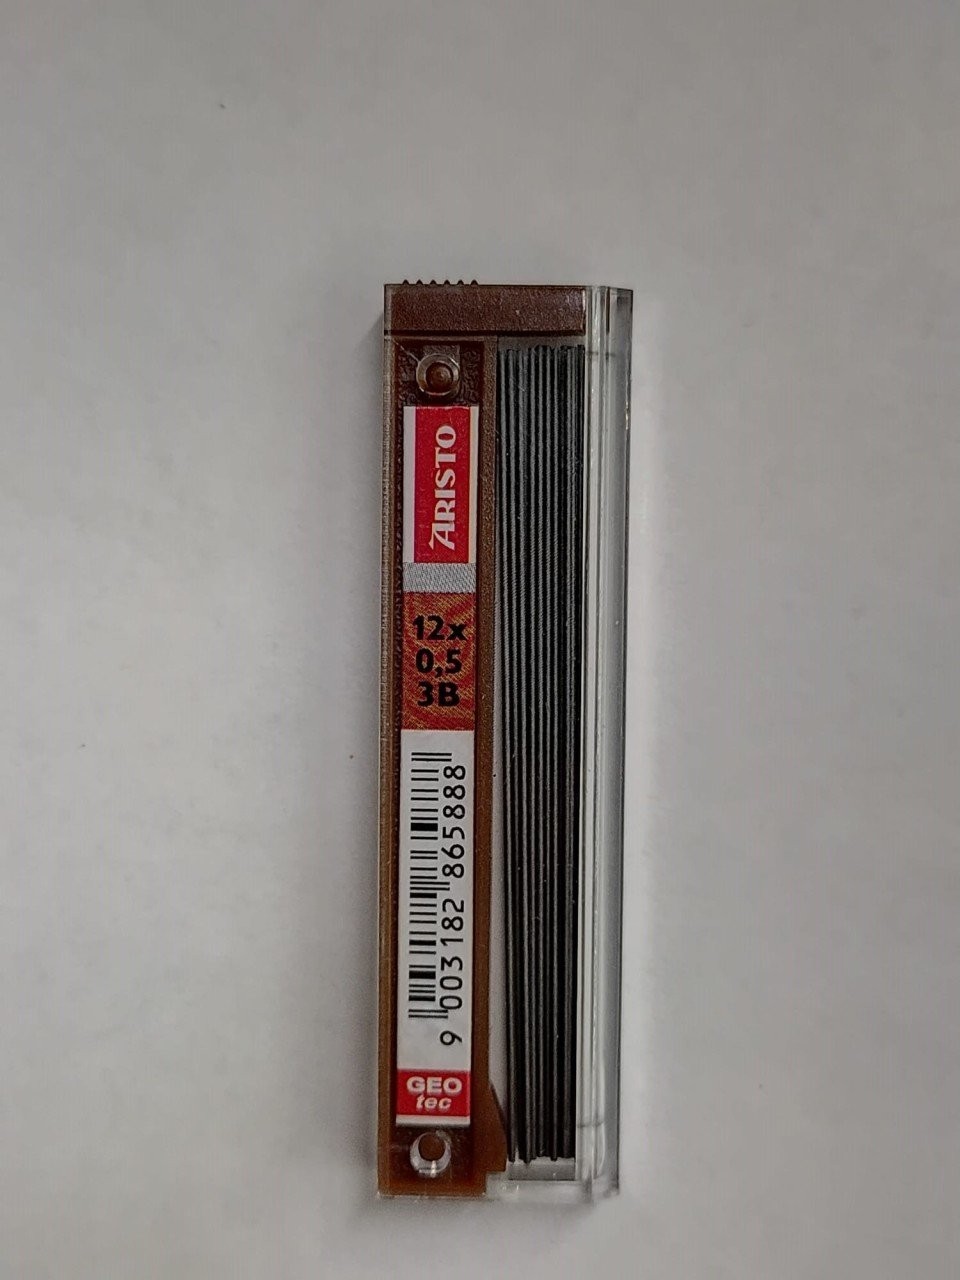 ARISTO
12x
0,5
3B
9 003182 865888
GEO
tec